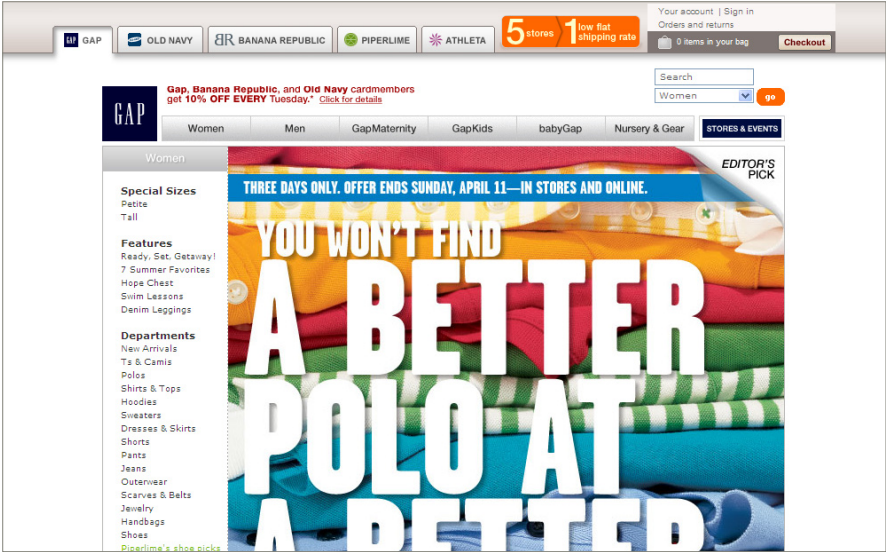 GAP
OLD NAVY
BR BANANA REPUBLIC
PIPERLIME
ATHLETA
5 stores 1 low flat shipping rate
Your account | Sign in
Orders and returns
0 items in your bag
Checkout
Gap, Banana Republic, and Old Navy cardmembers
get 10% OFF EVERY Tuesday.* Click for details
Search
Women
go
GAP
Women
Men
GapMaternity
GapKids
babyGap
Nursery & Gear
STORES & EVENTS
Women
Special Sizes
Petite
Tall
Features
Ready, Set, Getaway!
7 Summer Favorites
Hope Chest
Swim Lessons
Denim Leggings
Departments
New Arrivals
Ts & Camis
Polos
Shirts & Tops
Hoodies
Sweaters
Dresses & Skirts
Shorts
Pants
Jeans
Outerwear
Scarves & Belts
Jewelry
Handbags
Shoes
Piperlime's shoe picks
EDITOR'S
PICK
THREE DAYS ONLY. OFFER ENDS SUNDAY, APRIL 11—IN STORES AND ONLINE.
YOU WON'T FIND
A BETTER
POLO AT
A BETTER